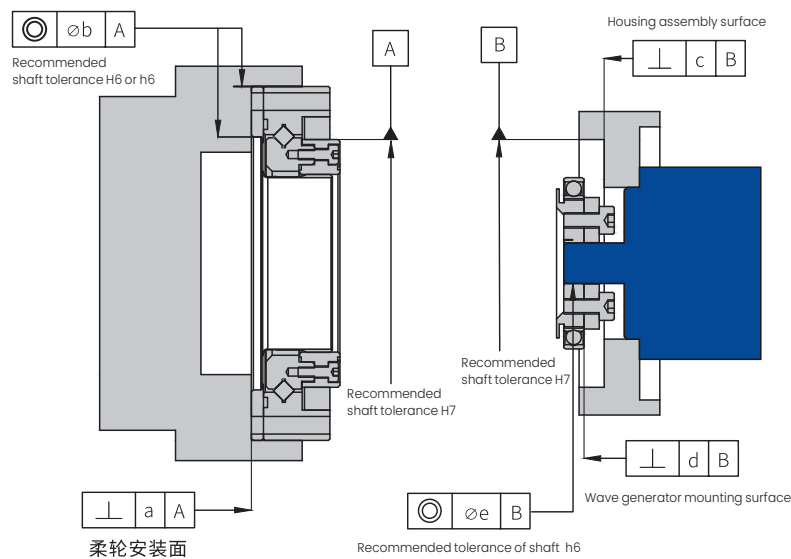 ⌀b A
Recommended
shaft tolerance H6 or h6
A
B
Housing assembly surface
c B
Recommended
shaft tolerance H7
Recommended
shaft tolerance H7
d B
Wave generator mounting surface
a A
柔轮安装面
⌀e B
Recommended tolerance of shaft h6